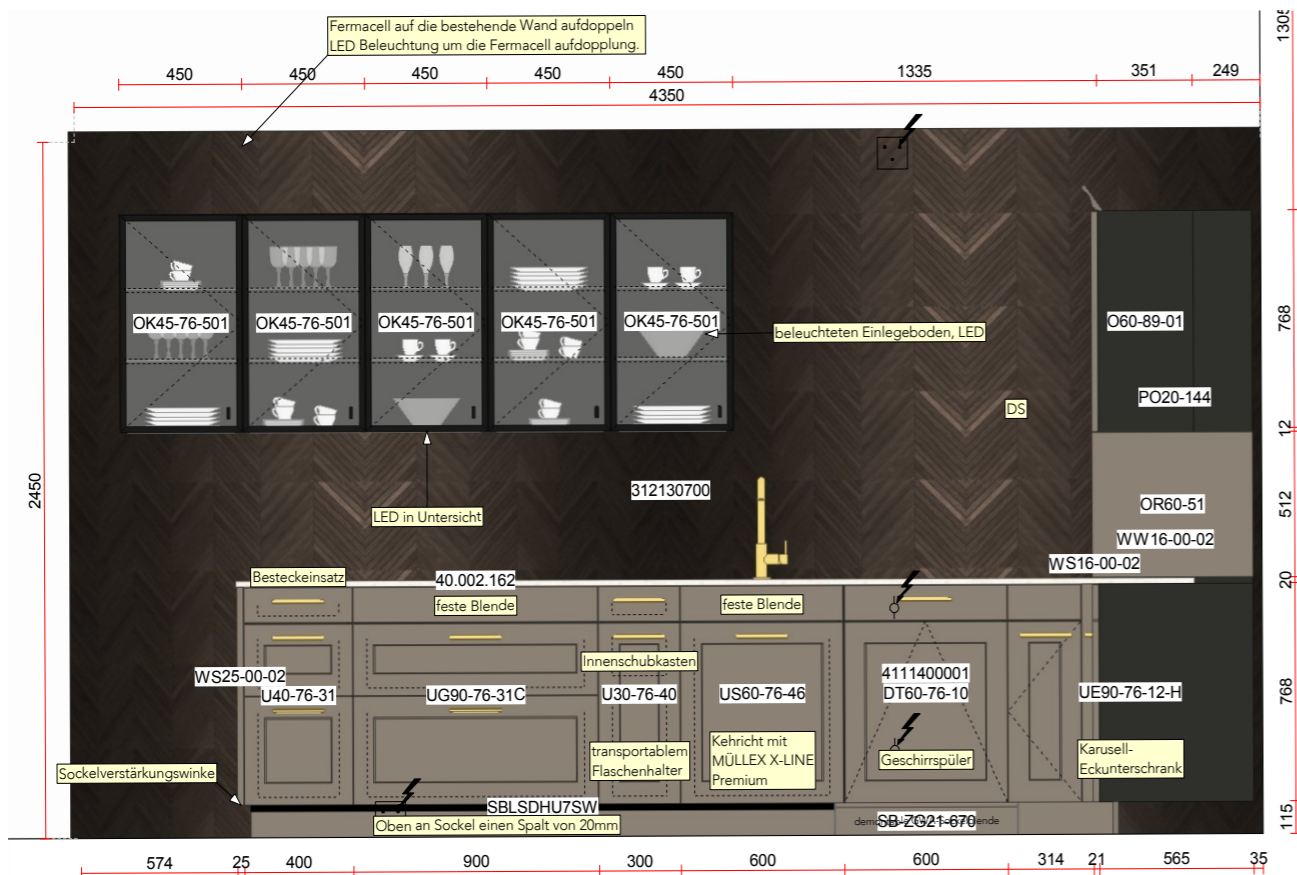 Fermacell auf die bestehende Wand aufdoppeln
LED Beleuchtung um die Fermacell aufdopplung.
1305
450 450 450 450 450 1335 351 249
4350
OK45-76-501 OK45-76-501 OK45-76-501 OK45-76-501 OK45-76-501
O60-89-01
768
beleuchteten Einlegeboden, LED
PO20-144
DS
12
2450
312130700
OR60-51
512
LED in Untersicht
WW16-00-02
WS16-00-02
Besteckeinsatz
40.002.162
20
feste Blende
feste Blende
Innenschubkasten
WS25-00-02
4111400001
U40-76-31 UG90-76-31C U30-76-40 US60-76-46 DT60-76-10 UE90-76-12-H
768
transportablem
Flaschenhalter
Kehricht mit
MÜLLEX X-LINE
Premium
Geschirrspüler
Karusell-
Eckunterschrank
Sockelverstärkungswinke
SBLSDHU7SW
Oben an Sockel einen Spalt von 20mm
SB-ZG21-670
115
574 25 400 900 300 600 600 314 21 565 35